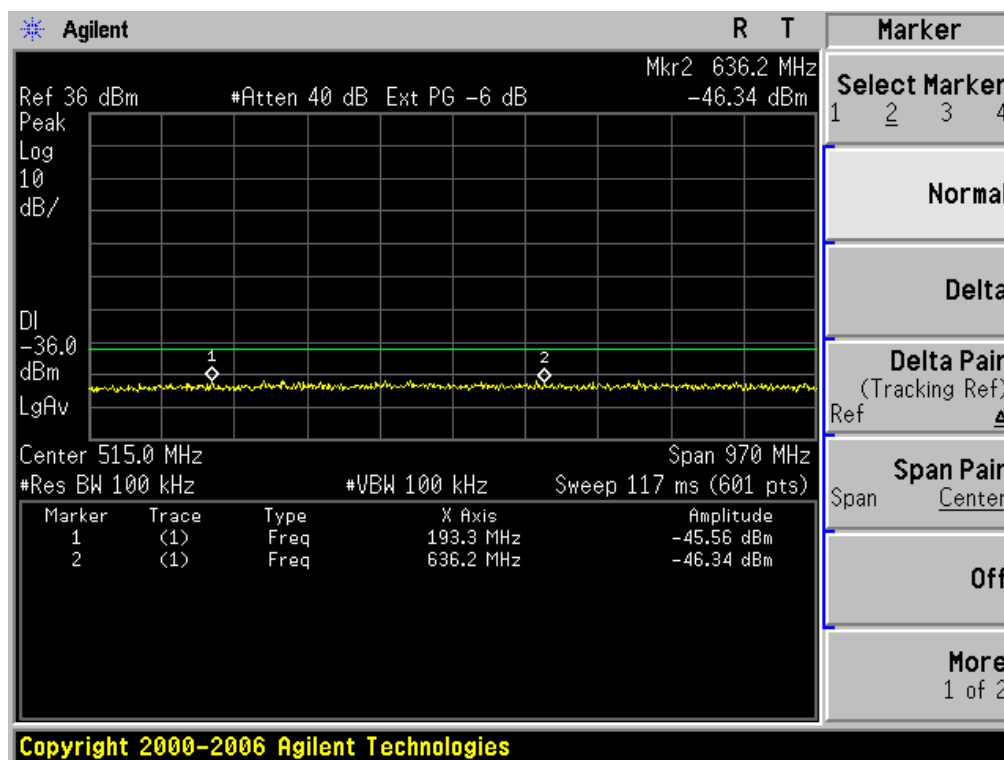 Agilent R T
Mkr2 636.2 MHz
Ref 36 dBm #Atten 40 dB Ext PG -6 dB -46.34 dBm
Peak
Log
10
dB/
DI
-36.0
dBm
LgAv
1 2
Center 515.0 MHz Span 970 MHz
#Res BW 100 kHz #VBW 100 kHz Sweep 117 ms (601 pts)
Marker Trace Type X Axis Amplitude
1 (1) Freq 193.3 MHz -45.56 dBm
2 (1) Freq 636.2 MHz -46.34 dBm
Marker
Select Marker
1 2 3 4
Normal
Delta
Delta Pair
(Tracking Ref)
Ref Δ
Span Pair
Span Center
Off
More
1 of 2
Copyright 2000-2006 Agilent Technologies